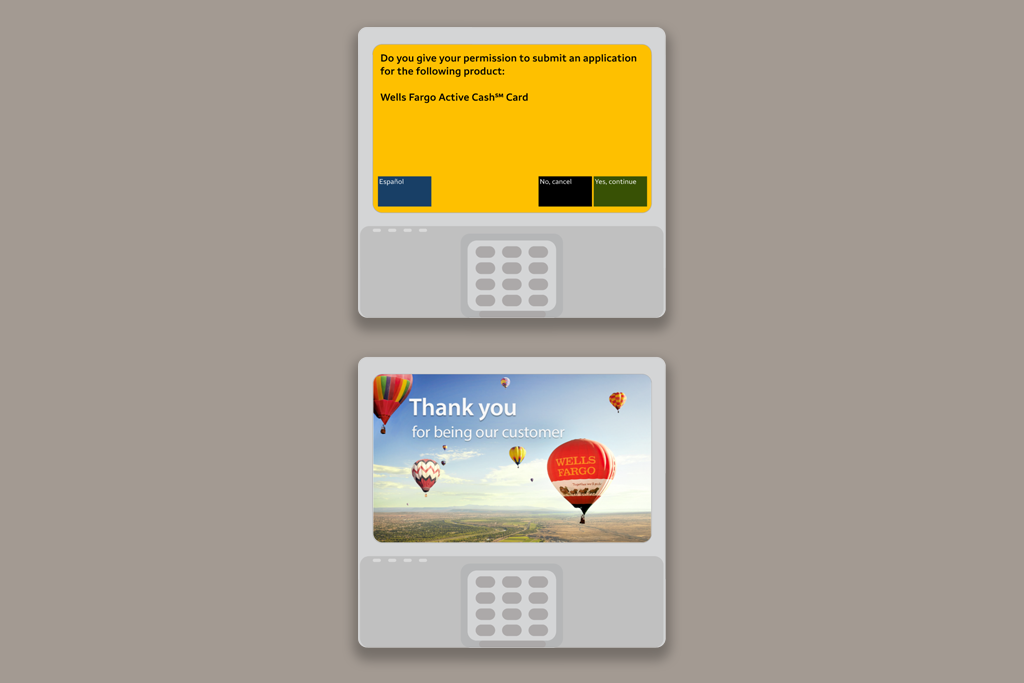 Do you give your permission to submit an application
for the following product:
Wells Fargo Active Cash℠ Card
Español
No, cancel
Yes, continue
Thank you
for being our customer
WELLS
FARGO